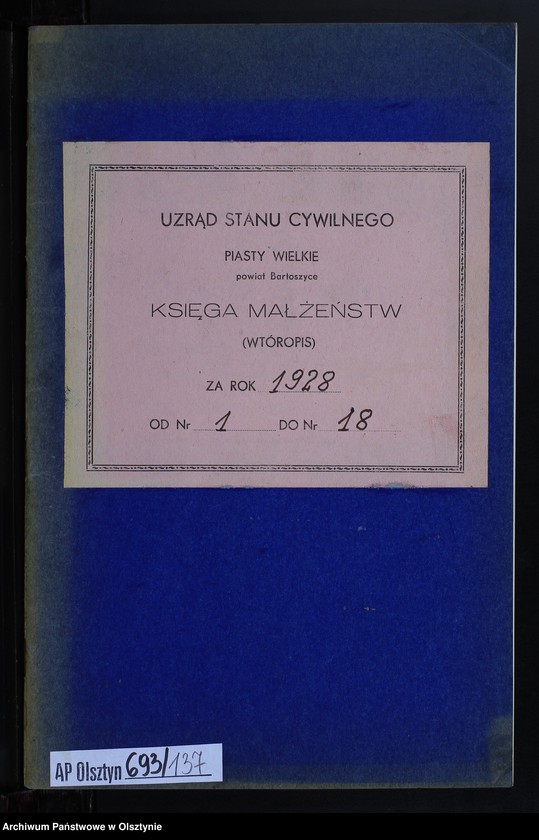 UZRĄD STANU CYWILNEGO
PIASTY WIELKIE
powiat Bartoszyce
KSIĘGA MAŁŻEŃSTW
(WTÓROPIS)
ZA ROK 1928
OD Nr 1 DO Nr 18
AP Olsztyn 693/137
Archiwum Państwowe w Olsztynie